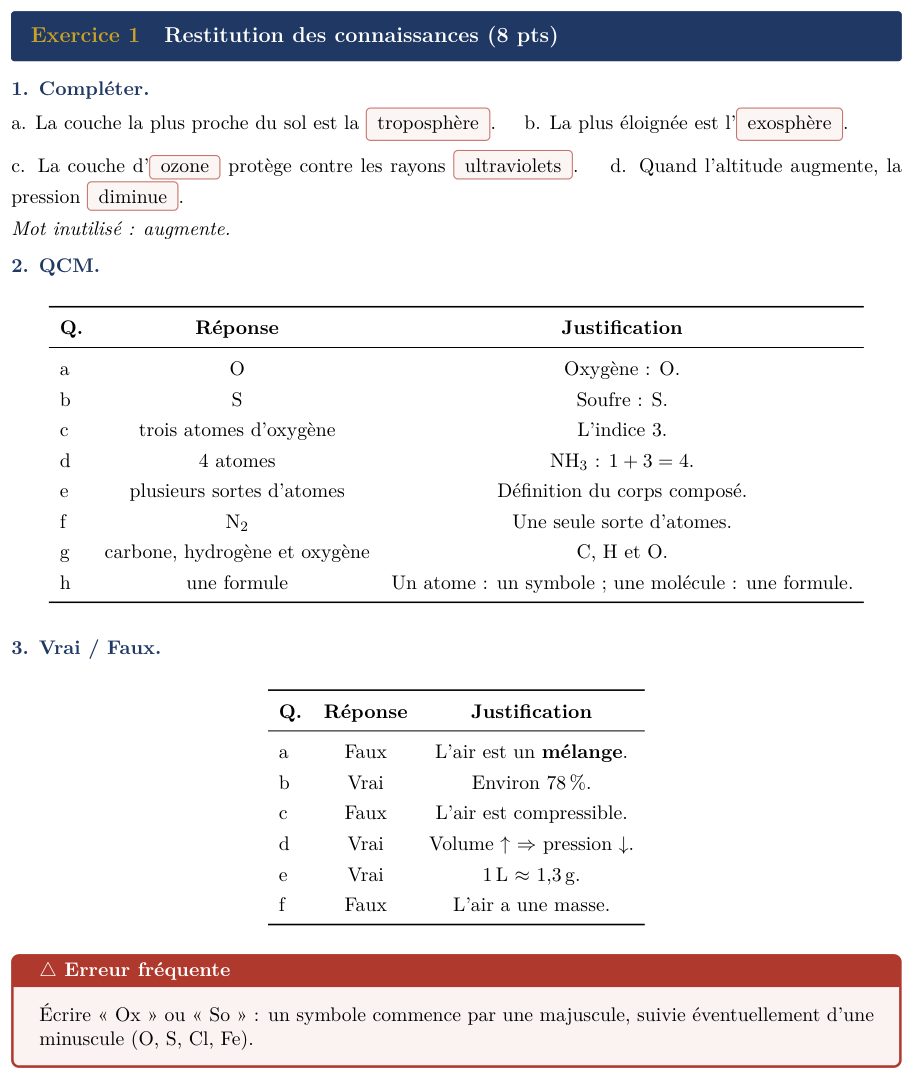 Exercice 1 Restitution des connaissances (8 pts)
1. Compléter.
a. La couche la plus proche du sol est la troposphère. b. La plus éloignée est l'exosphère.
c. La couche d'ozone protège contre les rayons ultraviolets. d. Quand l'altitude augmente, la
pression diminue.
Mot inutilisé : augmente.
2. QCM.
Q. Réponse Justification
a O Oxygène : O.
b S Soufre : S.
c trois atomes d'oxygène L'indice 3.
d 4 atomes NH₃ : 1 + 3 = 4.
e plusieurs sortes d'atomes Définition du corps composé.
f N₂ Une seule sorte d'atomes.
g carbone, hydrogène et oxygène C, H et O.
h une formule Un atome : un symbole ; une molécule : une formule.
3. Vrai / Faux.
Q. Réponse Justification
a Faux L'air est un mélange.
b Vrai Environ 78 %.
c Faux L'air est compressible.
d Vrai Volume ↑ ⇒ pression ↓.
e Vrai 1 L ≈ 1,3 g.
f Faux L'air a une masse.
△ Erreur fréquente
Écrire « Ox » ou « So » : un symbole commence par une majuscule, suivie éventuellement d'une
minuscule (O, S, Cl, Fe).